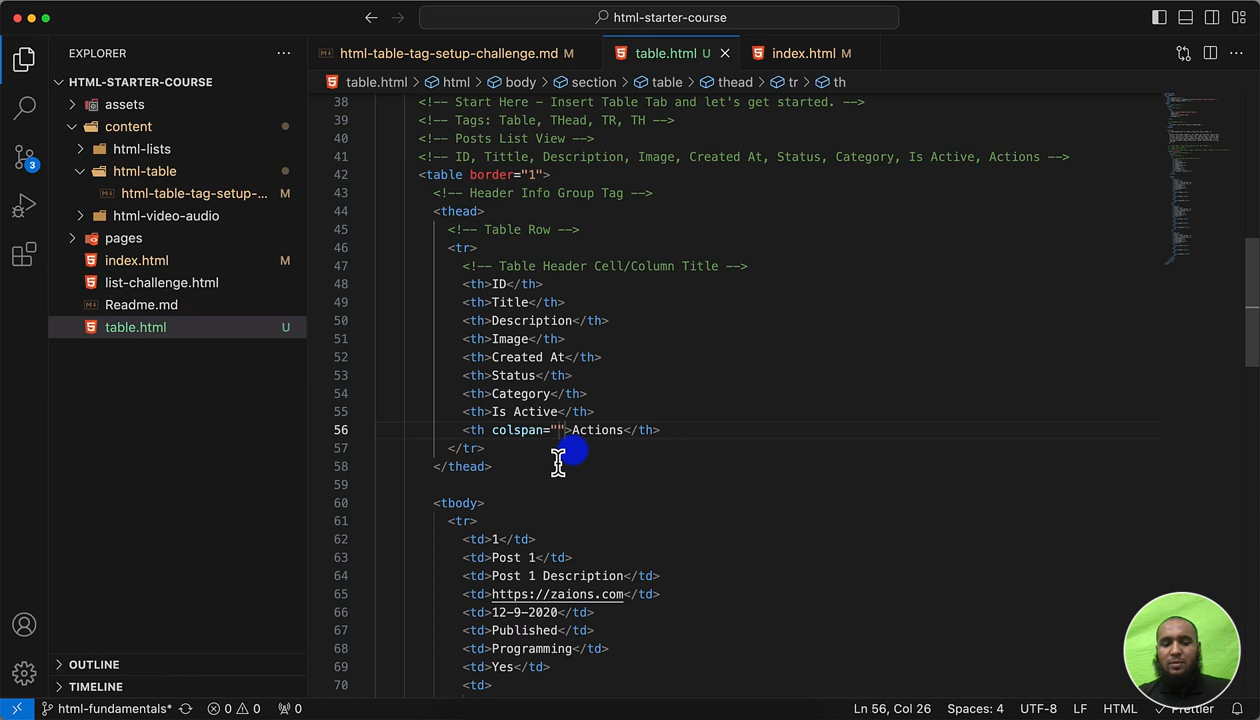 html-starter-course
EXPLORER
HTML-STARTER-COURSE
assets
content
html-lists
html-table
html-table-tag-setup-... M
html-video-audio
pages
index.html M
list-challenge.html
Readme.md
table.html U
OUTLINE
TIMELINE
html-table-tag-setup-challenge.md M
table.html U
index.html M
table.html > html > body > section > table > thead > tr > th
38 <!-- Start Here - Insert Table Tab and let's get started. -->
39 <!-- Tags: Table, THead, TR, TH -->
40 <!-- Posts List View -->
41 <!-- ID, Tittle, Description, Image, Created At, Status, Category, Is Active, Actions -->
42 <table border="1">
43 <!-- Header Info Group Tag -->
44 <thead>
45 <!-- Table Row -->
46 <tr>
47 <!-- Table Header Cell/Column Title -->
48 <th>ID</th>
49 <th>Title</th>
50 <th>Description</th>
51 <th>Image</th>
52 <th>Created At</th>
53 <th>Status</th>
54 <th>Category</th>
55 <th>Is Active</th>
56 <th colspan="">Actions</th>
57 </tr>
58 </thead>
59
60 <tbody>
61 <tr>
62 <td>1</td>
63 <td>Post 1</td>
64 <td>Post 1 Description</td>
65 <td>https://zaions.com</td>
66 <td>12-9-2020</td>
67 <td>Published</td>
68 <td>Programming</td>
69 <td>Yes</td>
70 <td>
3
html-fundamentals* 0 0 0 Ln 56, Col 26 Spaces: 4 UTF-8 LF HTML Prettier